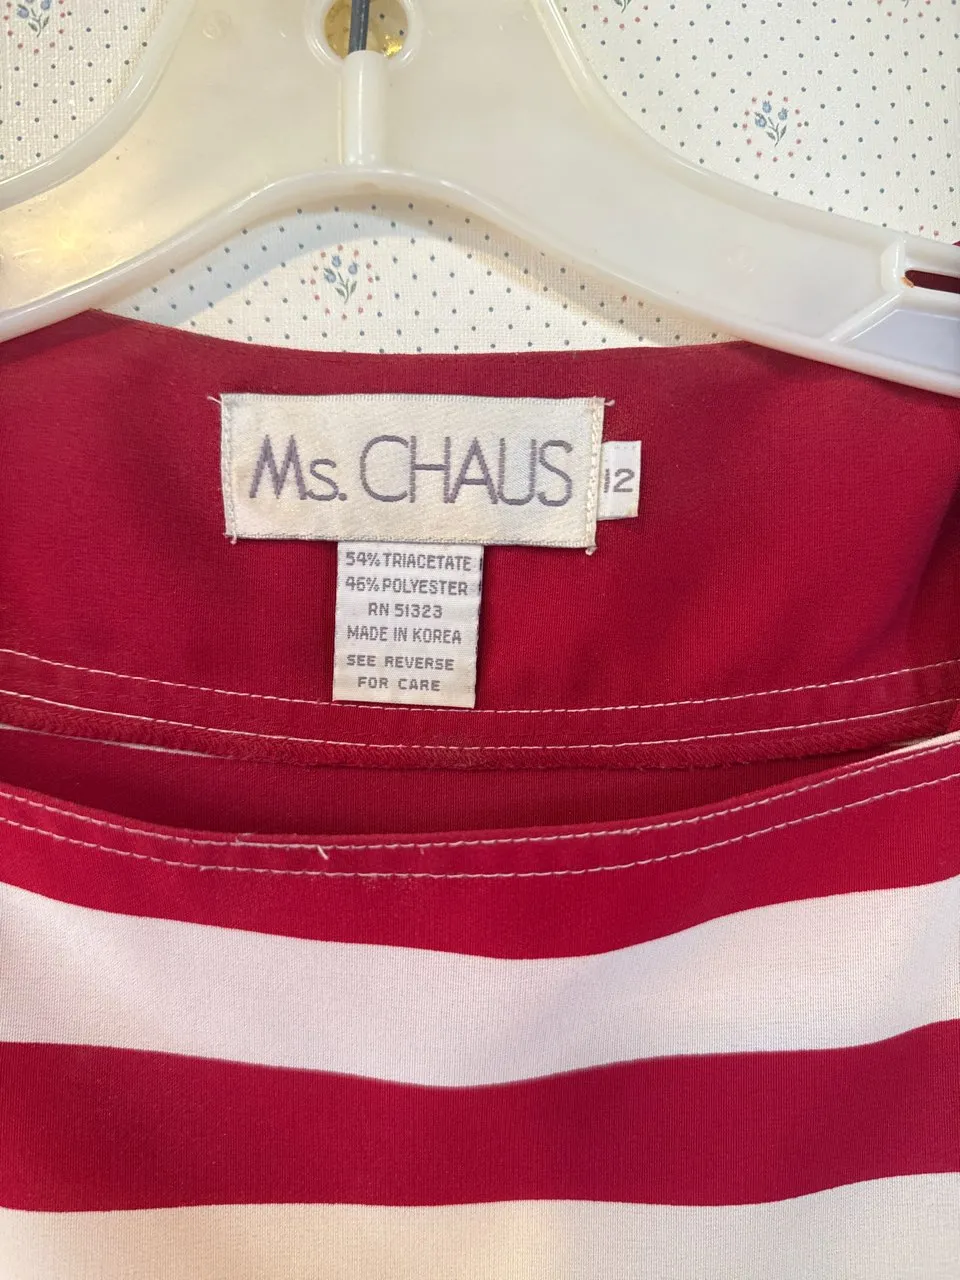 Ms. CHAUS
12
54% TRIACETATE
46% POLYESTER
RN 51323
MADE IN KOREA
SEE REVERSE
FOR CARE